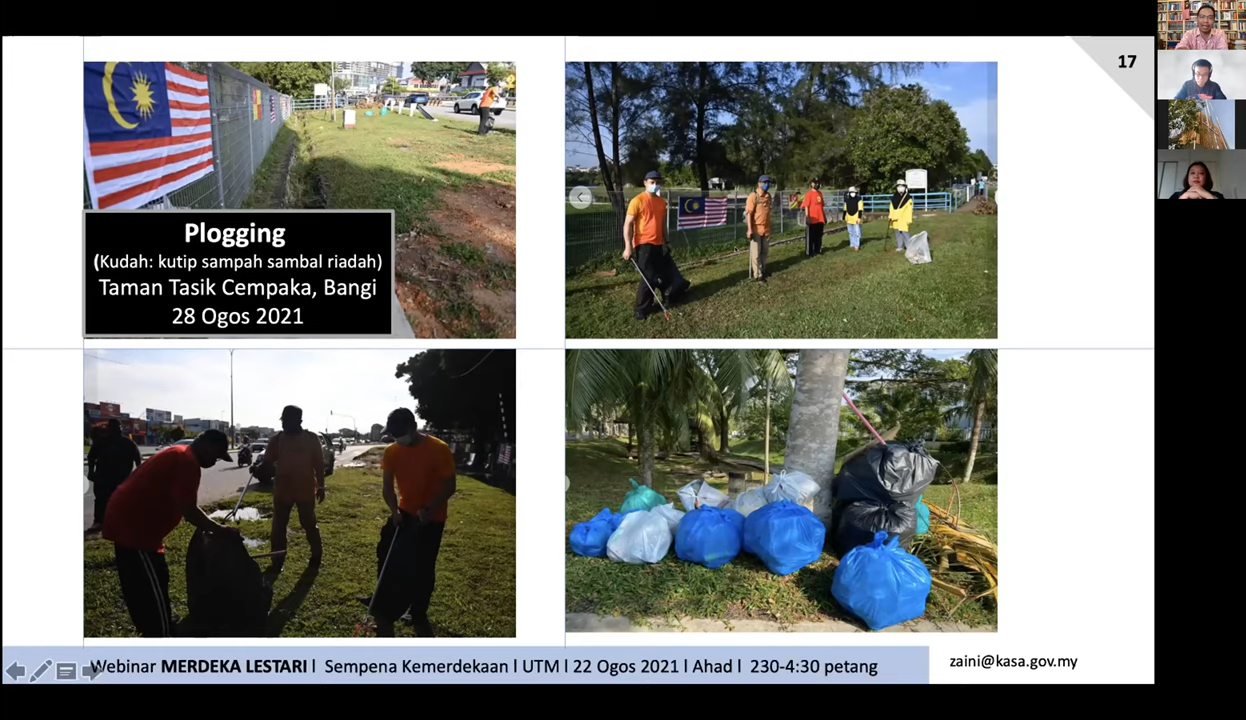 17
Plogging
(Kudah: kutip sampah sambal riadah)
Taman Tasik Cempaka, Bangi
28 Ogos 2021
Webinar MERDEKA LESTARI l Sempena Kemerdekaan l UTM l 22 Ogos 2021 l Ahad l 230-4:30 petang
zaini@kasa.gov.my